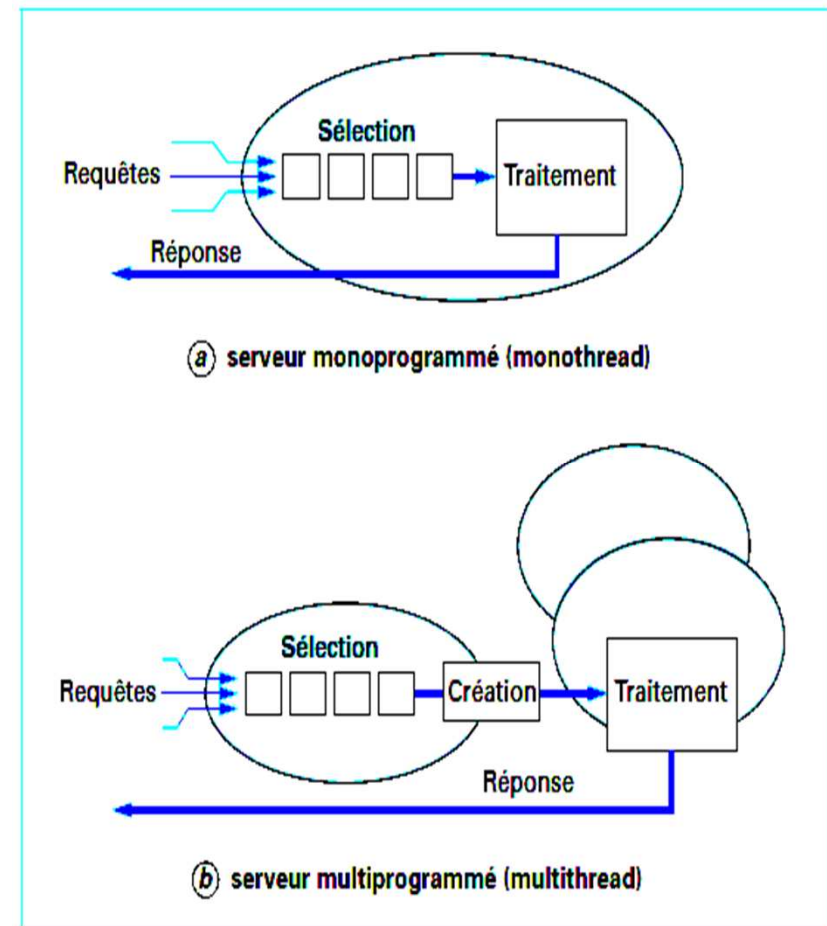 Sélection
Requêtes
Traitement
Réponse
a serveur monoprogrammé (monothread)
Sélection
Requêtes
Création
Traitement
Réponse
b serveur multiprogrammé (multithread)